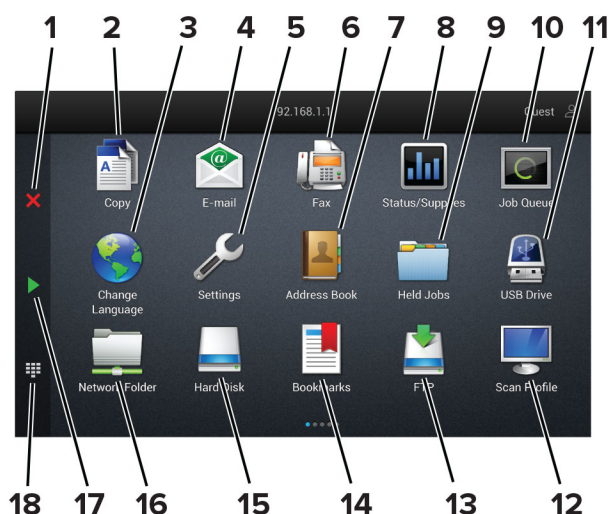 1 2 3 4 5 6 7 8 9 10 11
192.168.1.1
Guest
Copy E-mail Fax Status/Supplies Job Queue
Change
Language
Settings Address Book Held Jobs USB Drive
Network Folder Hard Disk Bookmarks FTP Scan Profile
18 17 16 15 14 13 12